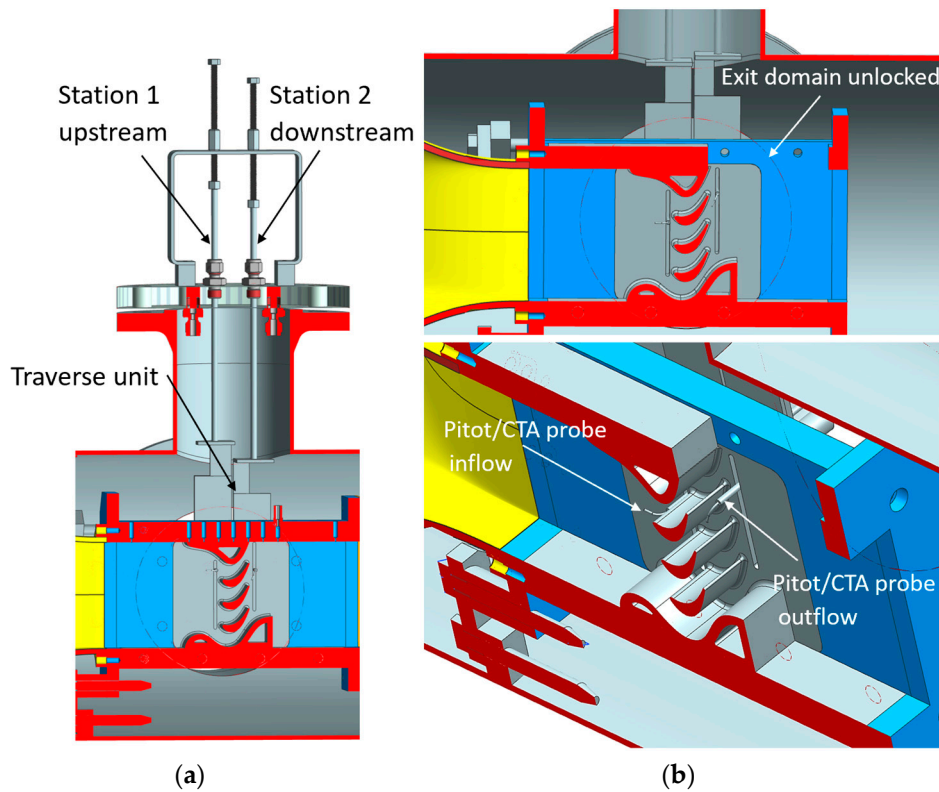 Station 1
upstream
Station 2
downstream
Traverse unit
Exit domain unlocked
Pitot/CTA probe
inflow
Pitot/CTA probe
outflow
(a)
(b)